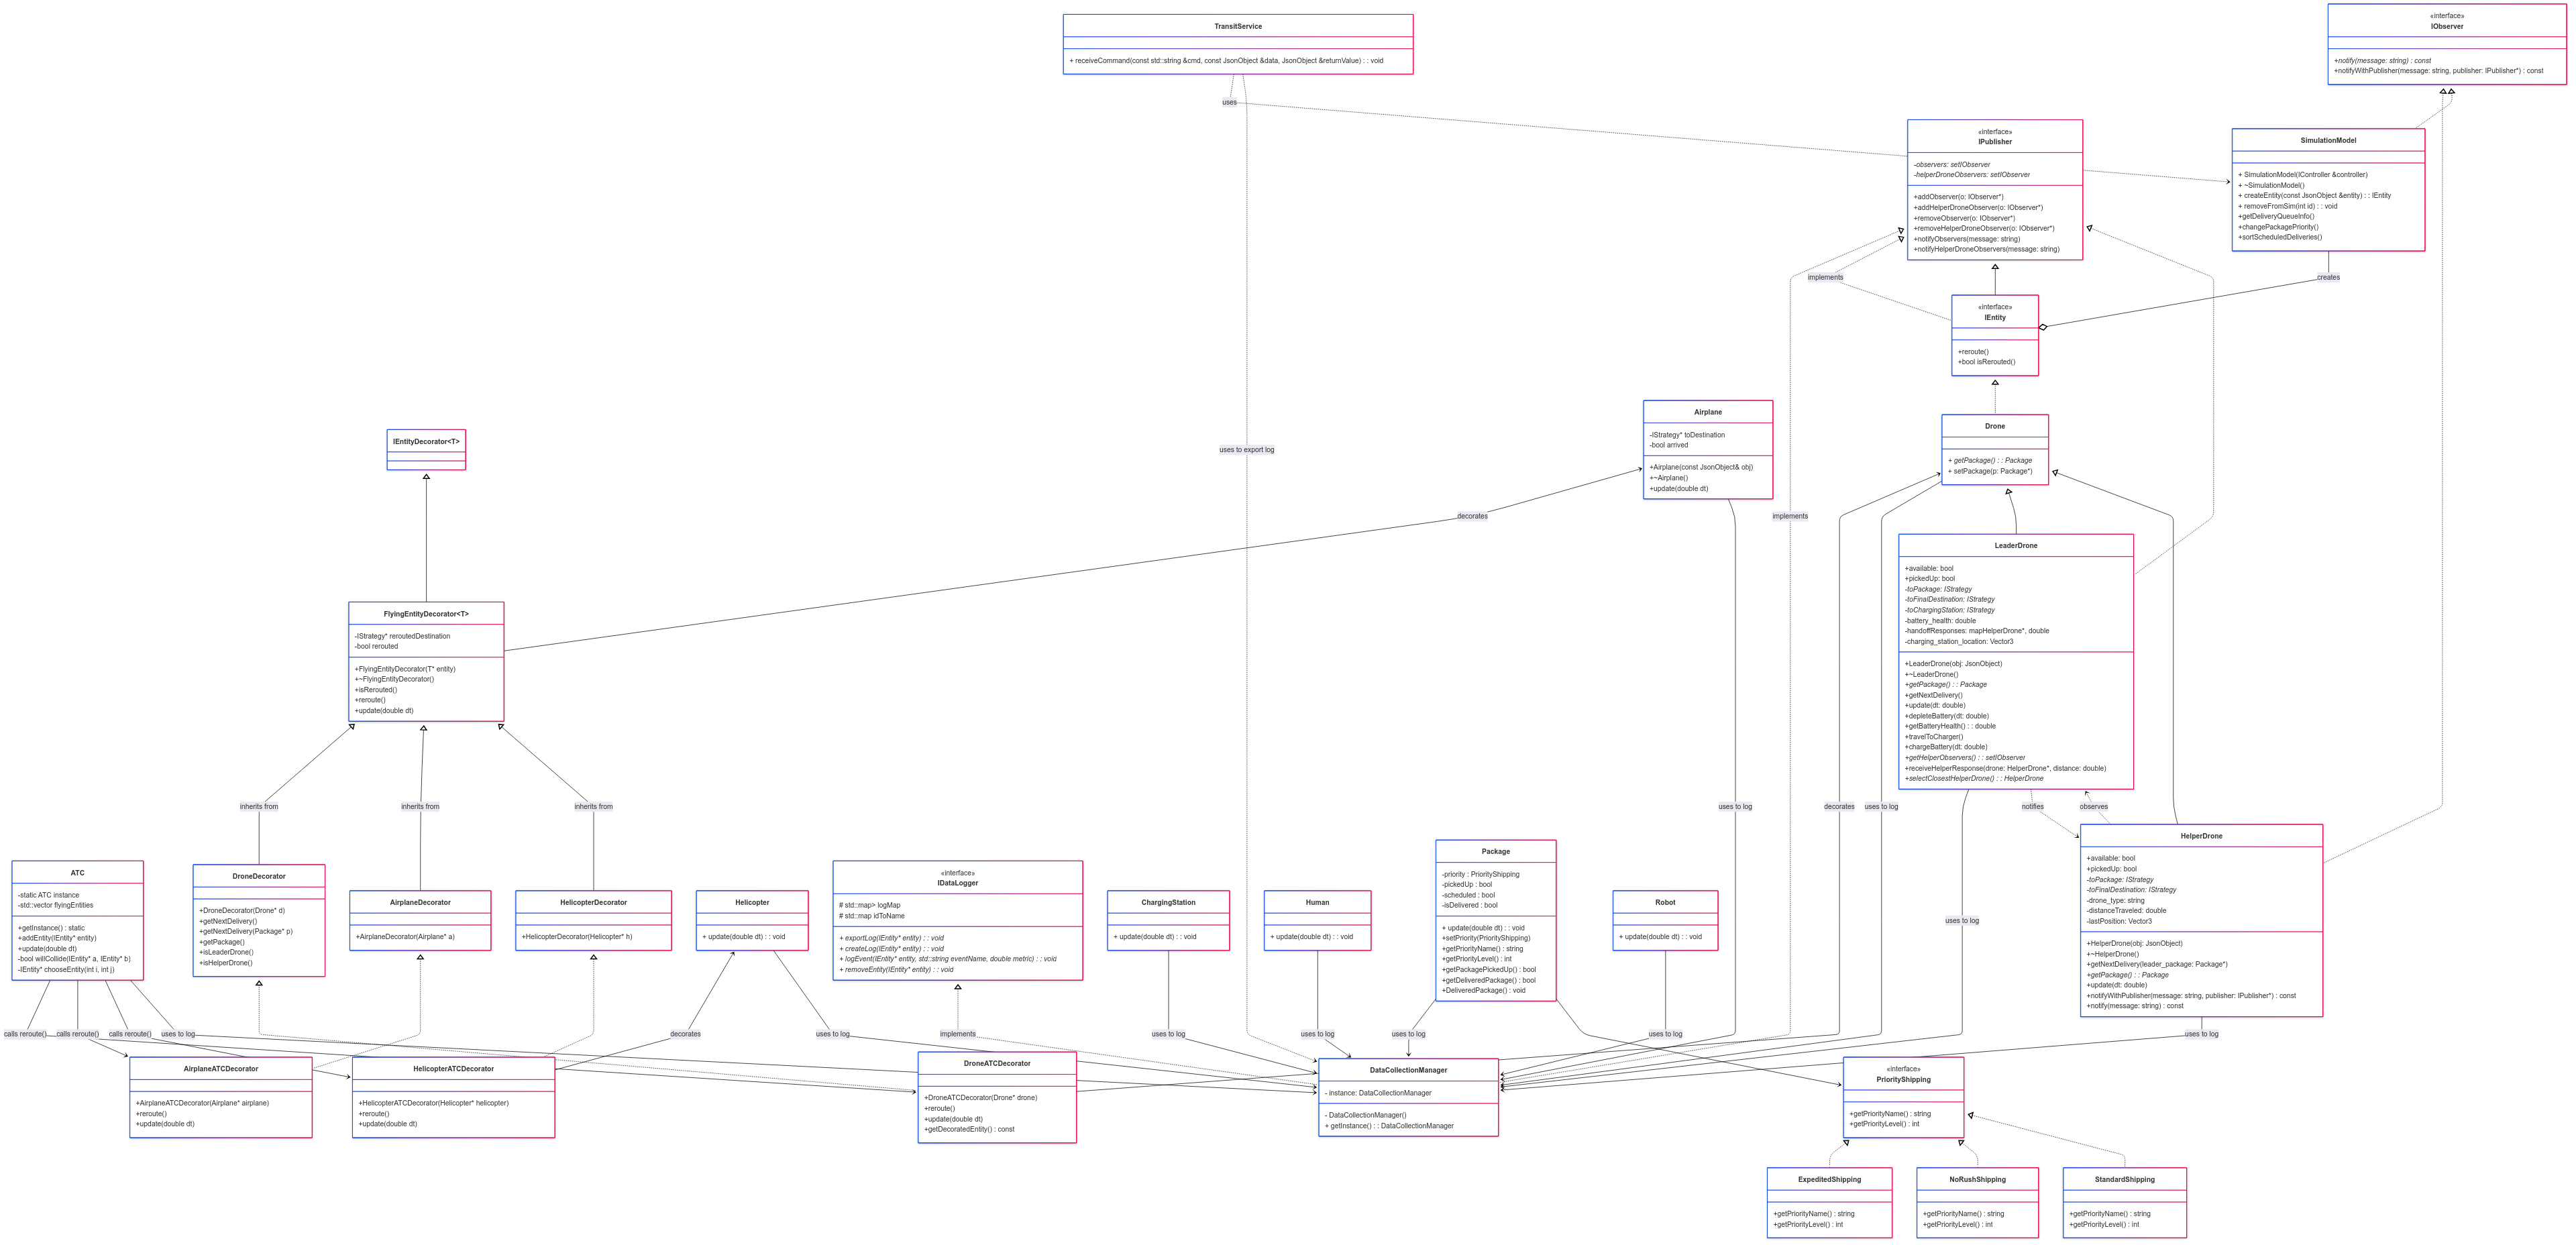 TransitService
+ receiveCommand(const std::string &cmd, const JsonObject &data, JsonObject &returnValue) : : void
«interface»
IObserver
+notify(message: string) : const
+notifyWithPublisher(message: string, publisher: IPublisher*) : const
uses
«interface»
IPublisher
-observers: setIObserver
-helperDroneObservers: setIObserver
+addObserver(o: IObserver*)
+addHelperDroneObserver(o: IObserver*)
+removeObserver(o: IObserver*)
+removeHelperDroneObserver(o: IObserver*)
+notifyObservers(message: string)
+notifyHelperDroneObservers(message: string)
SimulationModel
+ SimulationModel(IController &controller)
+ ~SimulationModel()
+ createEntity(const JsonObject &entity) : : IEntity
+ removeFromSim(int id) : : void
+getDeliveryQueueInfo()
+changePackagePriority()
+sortScheduledDeliveries()
implements
creates
«interface»
IEntity
+reroute()
+bool isRerouted()
IEntityDecorator<T>
uses to export log
Airplane
-IStrategy* toDestination
-bool arrived
+Airplane(const JsonObject& obj)
+~Airplane()
+update(double dt)
Drone
+ getPackage() : : Package
+ setPackage(p: Package*)
decorates
implements
FlyingEntityDecorator<T>
-IStrategy* reroutedDestination
-bool rerouted
+FlyingEntityDecorator(T* entity)
+~FlyingEntityDecorator()
+isRerouted()
+reroute()
+update(double dt)
LeaderDrone
+available: bool
+pickedUp: bool
-toPackage: IStrategy
-toFinalDestination: IStrategy
-toChargingStation: IStrategy
-battery_health: double
-handoffResponses: mapHelperDrone*, double
-charging_station_location: Vector3
+LeaderDrone(obj: JsonObject)
+~LeaderDrone()
+getPackage() : : Package
+getNextDelivery()
+update(dt: double)
+depleteBattery(dt: double)
+getBatteryHealth() : : double
+travelToCharger()
+chargeBattery(dt: double)
+getHelperObservers() : : setIObserver
+receiveHelperResponse(drone: HelperDrone*, distance: double)
+selectClosestHelperDrone() : : HelperDrone
inherits from
inherits from
inherits from
uses to log
decorates
uses to log
notifies
observes
ATC
-static ATC instance
-std::vector flyingEntities
+getInstance() : static
+addEntity(IEntity* entity)
+update(double dt)
-bool willCollide(IEntity* a, IEntity* b)
-IEntity* chooseEntity(int i, int j)
DroneDecorator
+DroneDecorator(Drone* d)
+getNextDelivery()
+getNextDelivery(Package* p)
+getPackage()
+isLeaderDrone()
+isHelperDrone()
AirplaneDecorator
+AirplaneDecorator(Airplane* a)
HelicopterDecorator
+HelicopterDecorator(Helicopter* h)
Helicopter
+ update(double dt) : : void
«interface»
IDataLogger
# std::map> logMap
# std::map idToName
+ exportLog(IEntity* entity) : : void
+ createLog(IEntity* entity) : : void
+ logEvent(IEntity* entity, std::string eventName, double metric) : : void
+ removeEntity(IEntity* entity) : : void
ChargingStation
+ update(double dt) : : void
Human
+ update(double dt) : : void
Package
-priority : PriorityShipping
-pickedUp : bool
-scheduled : bool
-isDelivered : bool
+ update(double dt) : : void
+setPriority(PriorityShipping)
+getPriorityName() : string
+getPriorityLevel() : int
+getPackagePickedUp() : bool
+getDeliveredPackage() : bool
+DeliveredPackage() : void
Robot
+ update(double dt) : : void
uses to log
HelperDrone
+available: bool
+pickedUp: bool
-toPackage: IStrategy
-toFinalDestination: IStrategy
-drone_type: string
-distanceTraveled: double
-lastPosition: Vector3
+HelperDrone(obj: JsonObject)
+~HelperDrone()
+getNextDelivery(leader_package: Package*)
+getPackage() : : Package
+update(dt: double)
+notifyWithPublisher(message: string, publisher: IPublisher*) : const
+notify(message: string) : const
calls reroute()
calls reroute()
calls reroute()
uses to log
decorates
uses to log
implements
uses to log
uses to log
uses to log
uses to log
uses to log
AirplaneATCDecorator
+AirplaneATCDecorator(Airplane* airplane)
+reroute()
+update(double dt)
HelicopterATCDecorator
+HelicopterATCDecorator(Helicopter* helicopter)
+reroute()
+update(double dt)
DroneATCDecorator
+DroneATCDecorator(Drone* drone)
+reroute()
+update(double dt)
+getDecoratedEntity() : const
DataCollectionManager
- instance: DataCollectionManager
- DataCollectionManager()
+ getInstance() : : DataCollectionManager
«interface»
PriorityShipping
+getPriorityName() : string
+getPriorityLevel() : int
ExpeditedShipping
+getPriorityName() : string
+getPriorityLevel() : int
NoRushShipping
+getPriorityName() : string
+getPriorityLevel() : int
StandardShipping
+getPriorityName() : string
+getPriorityLevel() : int